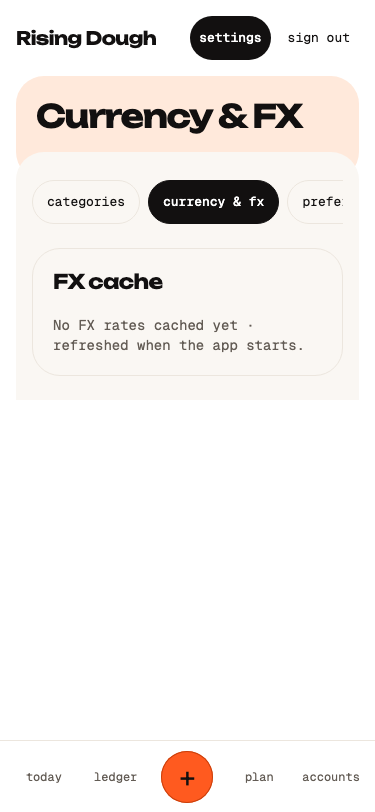 Rising Dough
settings
sign out
Currency & FX
categories
currency & fx
prefe
FX cache
No FX rates cached yet ·
refreshed when the app starts.
today
ledger
+
plan
accounts